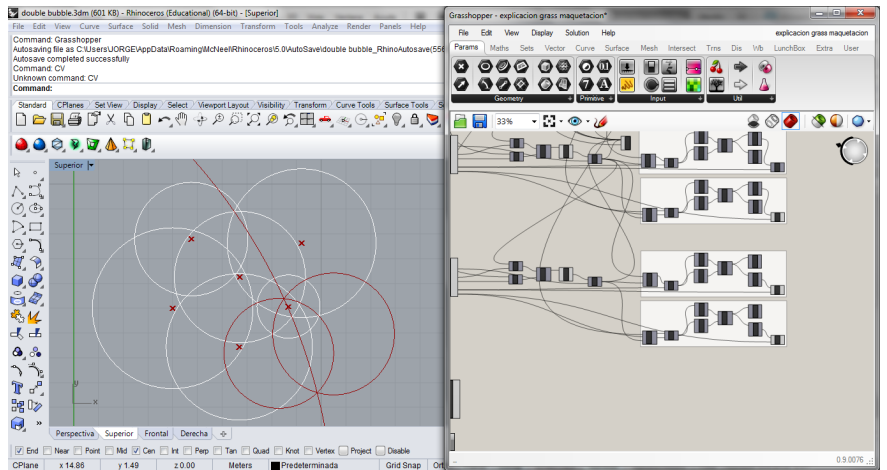 double bubble.3dm (601 KB) - Rhinoceros (Educational) (64-bit) - [Superior]
File Edit View Curve Surface Solid Mesh Dimension Transform Tools Analyze Render Panels Help
Command: Grasshopper
Autosaving file as C:\Users\JORGE\AppData\Roaming\McNeel\Rhinoceros\5.0\AutoSave\double bubble_RhinoAutosave(556
Autosave completed successfully
Command: CV
Unknown command: CV
Command:
Standard CPlanes Set View Display Select Viewport Layout Visibility Transform Curve Tools Surface Tools
Superior
y
x
Perspectiva Superior Frontal Derecha
End Near Point Mid Cen Int Perp Tan Quad Knot Vertex Project Disable
CPlane x 14.86 y 1.49 z 0.00 Meters Predeterminada Grid Snap Ort
Grasshopper - explicacion grass maquetacion*
File Edit View Display Solution Help explicacion grass maquetacion
Params Maths Sets Vector Curve Surface Mesh Intersect Trns Dis Wb LunchBox Extra User
Geometry + Primitive + Input + Util +
33%
0.9.0076